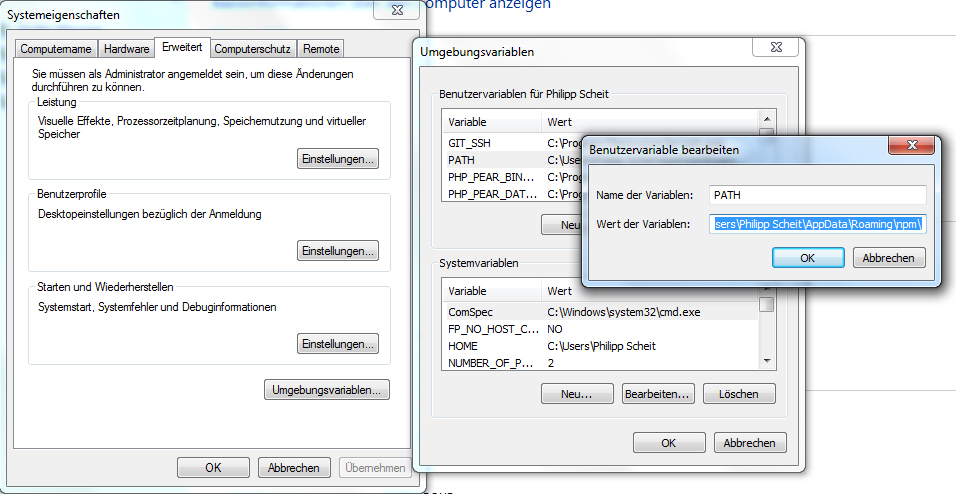 omputer anzeigen
Systemeigenschaften
Computername
Hardware
Erweitert
Computerschutz
Remote
Sie müssen als Administrator angemeldet sein, um diese Änderungen
durchführen zu können.
Leistung
Visuelle Effekte, Prozessorzeitplanung, Speichernutzung und virtueller
Speicher
Einstellungen...
Benutzerprofile
Desktopeinstellungen bezüglich der Anmeldung
Einstellungen...
Starten und Wiederherstellen
Systemstart, Systemfehler und Debuginformationen
Einstellungen...
Umgebungsvariablen...
OK
Abbrechen
Übernehmen
Umgebungsvariablen
Benutzervariablen für Philipp Scheit
Variable Wert
GIT_SSH C:\Prog
PATH C:\Use
PHP_PEAR_BIN... C:\Prog
PHP_PEAR_DAT... C:\Prog
Neu
Systemvariablen
Variable Wert
ComSpec C:\Windows\system32\cmd.exe
FP_NO_HOST_C... NO
HOME C:\Users\Philipp Scheit
NUMBER_OF_P... 2
Neu...
Bearbeiten...
Löschen
OK
Abbrechen
Benutzervariable bearbeiten
Name der Variablen: PATH
Wert der Variablen: sers\Philipp Scheit\AppData\Roaming\npm\
OK
Abbrechen